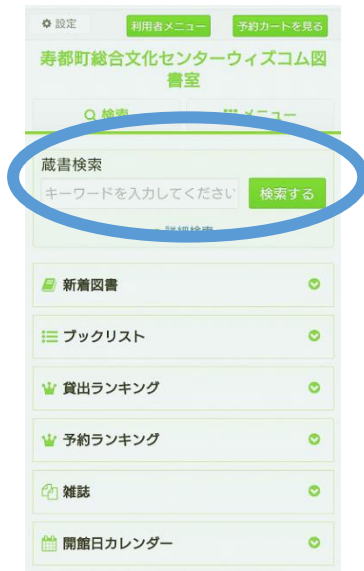 設定
利用者メニュー
予約カートを見る
寿都町総合文化センターウィズコム図
書室
検索
メニュー
蔵書検索
キーワードを入力してください
検索する
詳細検索
新着図書
ブックリスト
貸出ランキング
予約ランキング
雑誌
開館日カレンダー